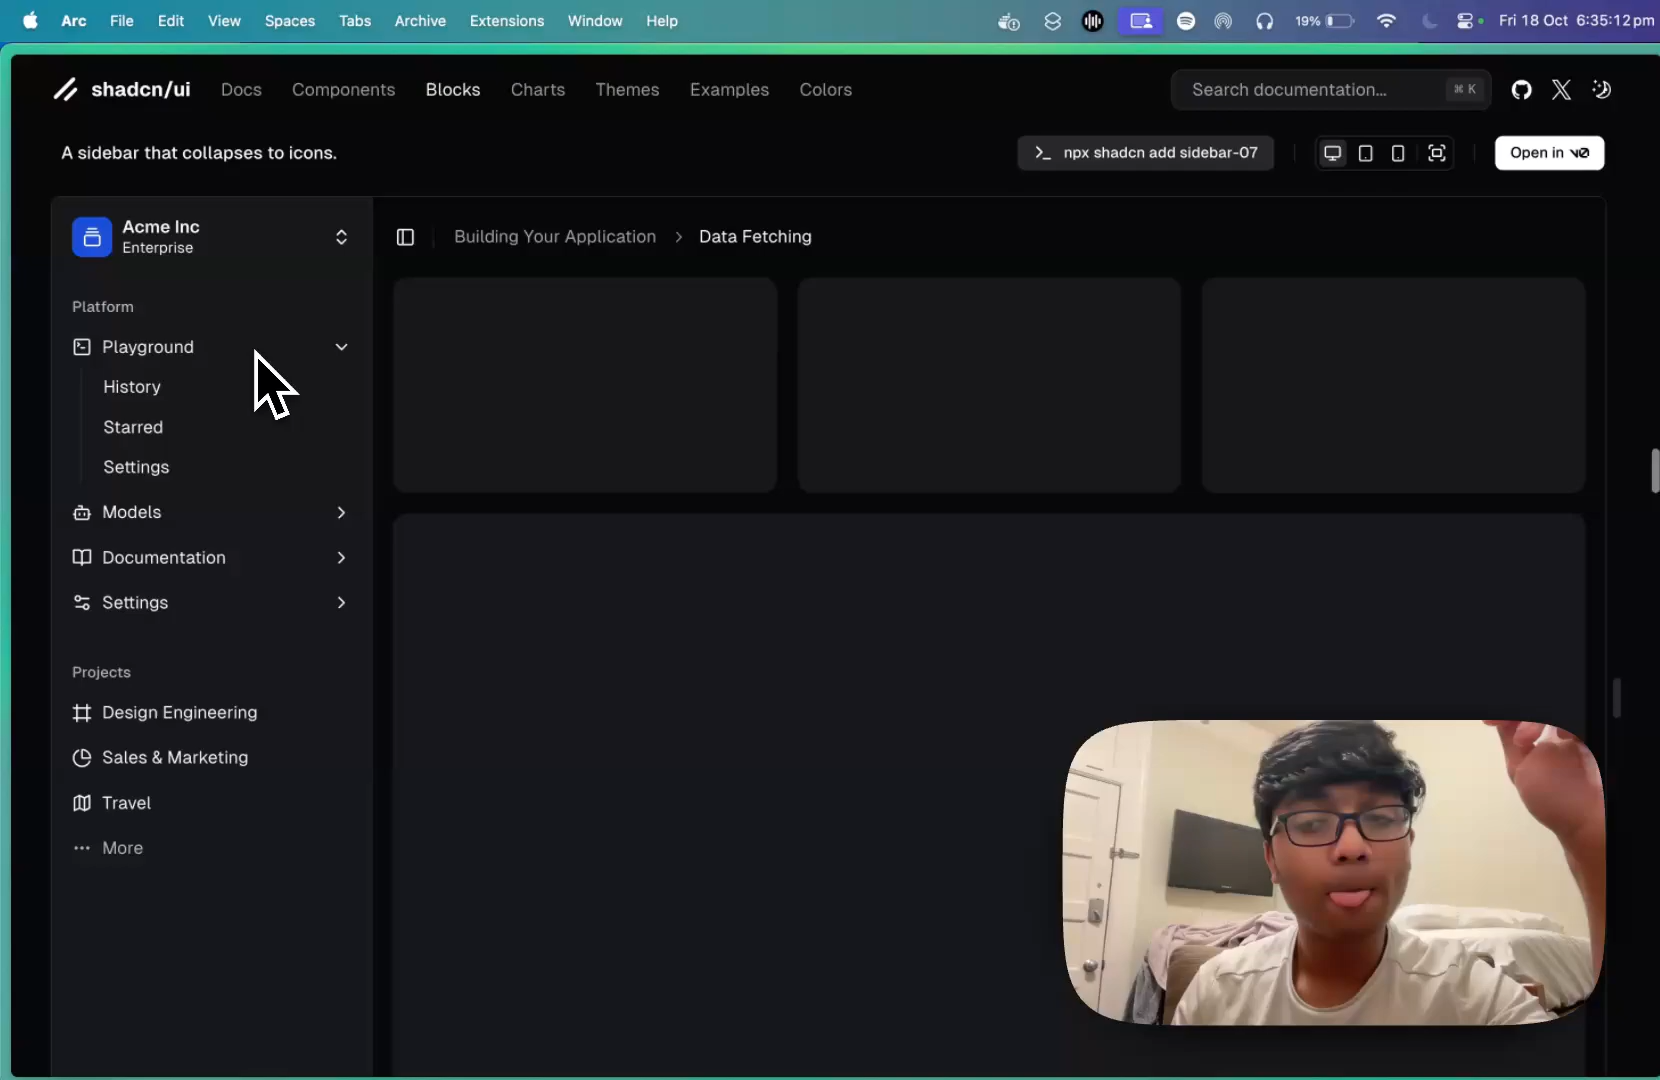 Arc File Edit View Spaces Tabs Archive Extensions Window Help 19% Fri 18 Oct 6:35:12 pm
shadcn/ui Docs Components Blocks Charts Themes Examples Colors Search documentation... ⌘ K
A sidebar that collapses to icons. npx shadcn add sidebar-07 Open in v0
Acme Inc
Enterprise
Building Your Application > Data Fetching
Platform
Playground
History
Starred
Settings
Models
Documentation
Settings
Projects
Design Engineering
Sales & Marketing
Travel
More